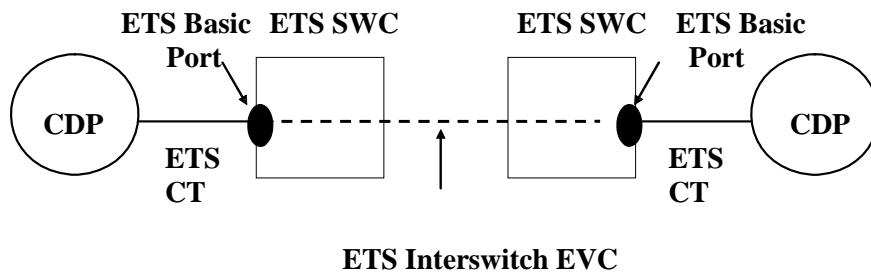 ETS Basic Port
ETS SWC
ETS SWC
ETS Basic Port
CDP
CDP
ETS CT
ETS CT
ETS Interswitch EVC